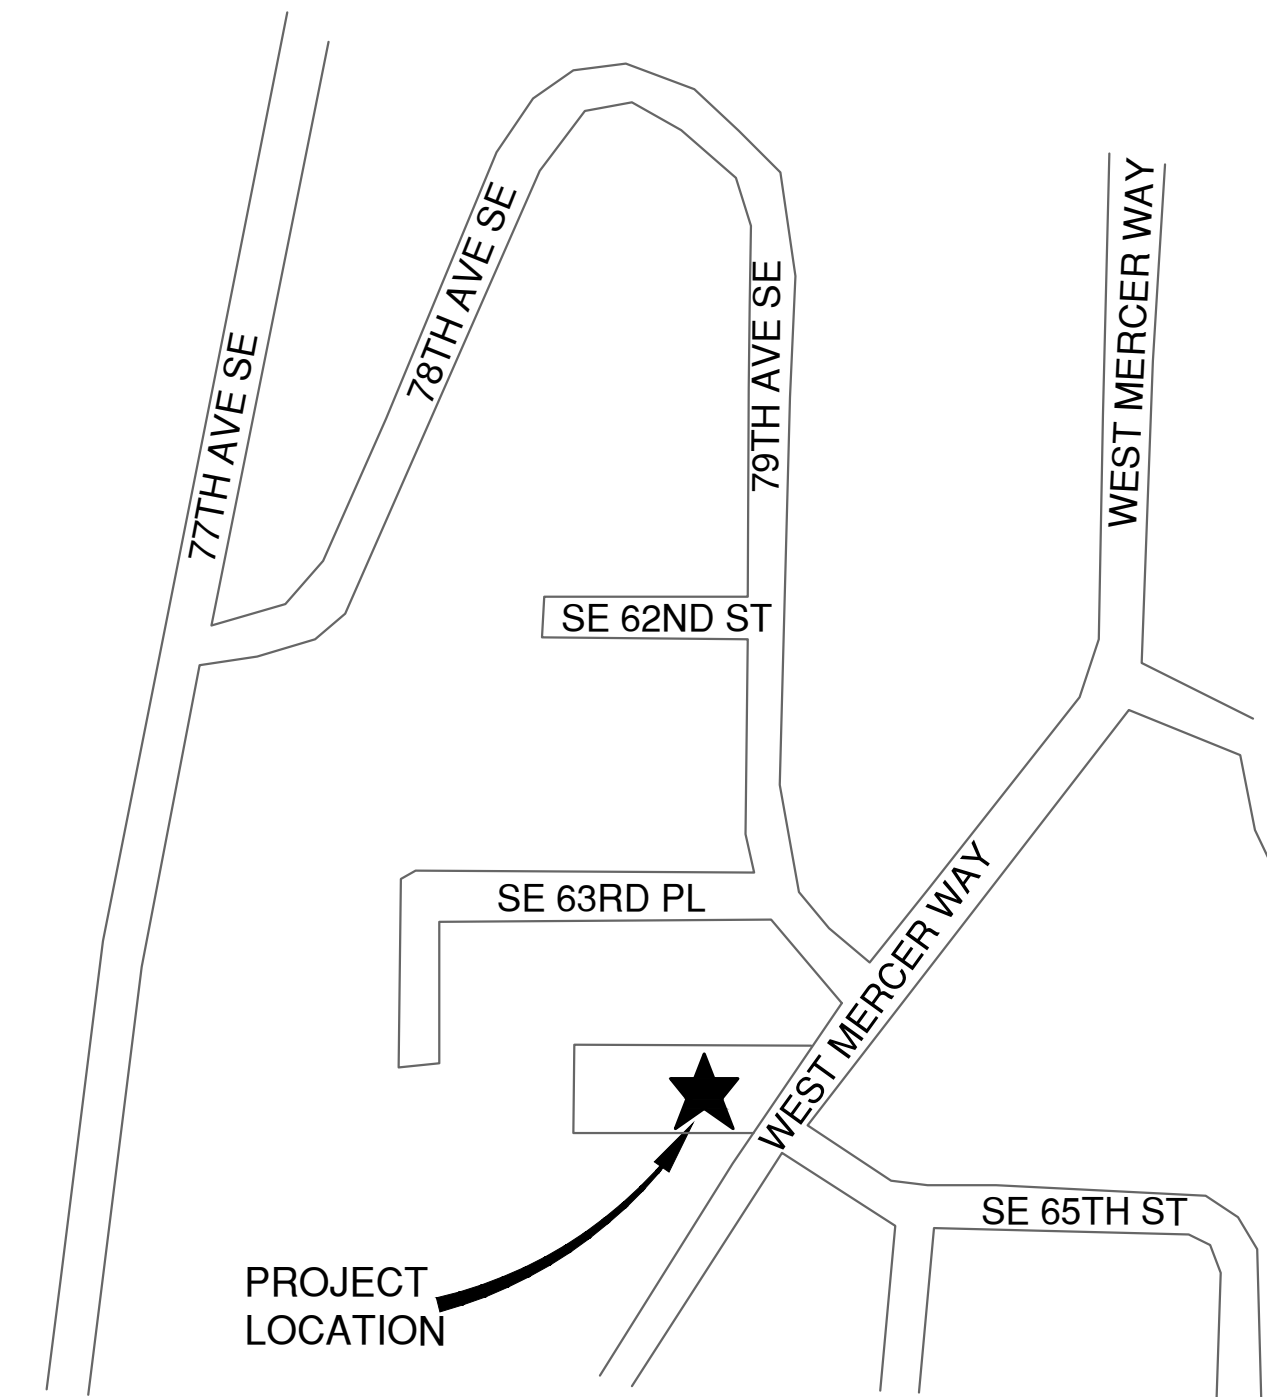 WEST MERCER WAY
78TH AVE SE
79TH AVE SE
77TH AVE SE
SE 62ND ST
SE 63RD PL
WEST MERCER WAY
SE 65TH ST
PROJECT
LOCATION